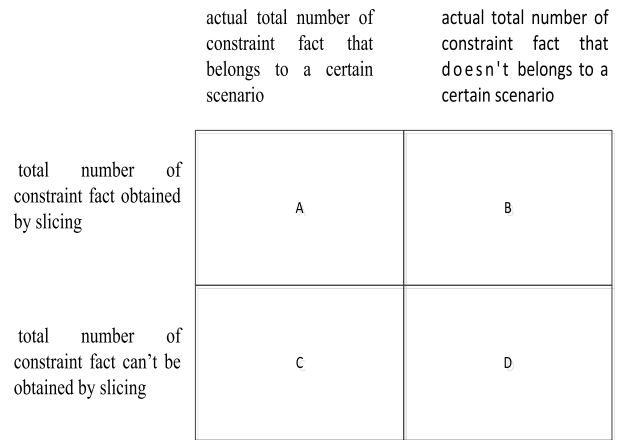 actual total number of
constraint fact that
belongs to a certain
scenario
actual total number of
constraint fact that
doesn't belongs to a
certain scenario
total number of
constraint fact obtained
by slicing
A
B
total number of
constraint fact can't be
obtained by slicing
C
D